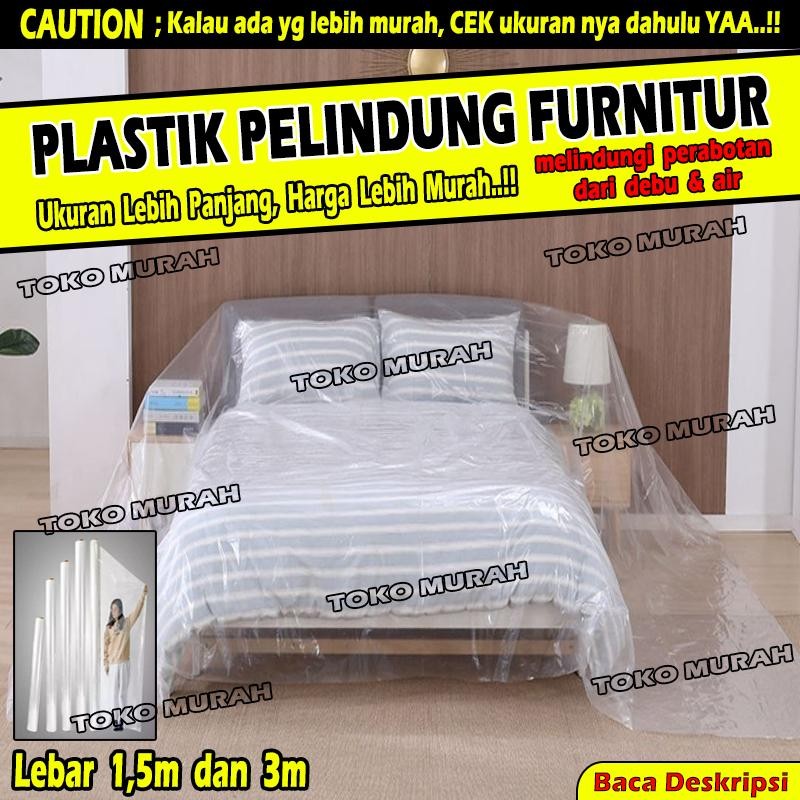 CAUTION ; Kalau ada yg lebih murah, CEK ukuran nya dahulu YAA..!!
PLASTIK PELINDUNG FURNITUR
Ukuran Lebih Panjang, Harga Lebih Murah..!!
melindungi perabotan
dari debu & air
TOKO MURAH
TOKO MURAH
TOKO MURAH
TOKO MURAH
TOKO MURAH
TOKO MURAH
TOKO MURAH
TOKO MURAH
Lebar 1,5m dan 3m
Baca Deskripsi